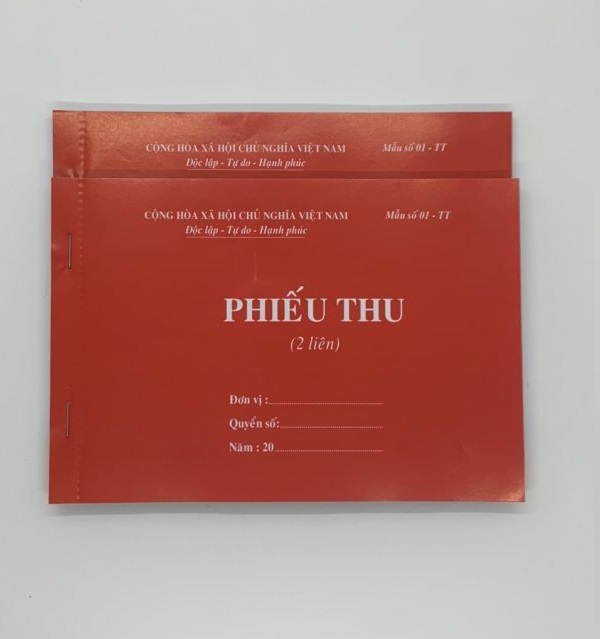 CỘNG HÒA XÃ HỘI CHỦ NGHĨA VIỆT NAM Mẫu số 01 - TT
Độc lập - Tự do - Hạnh phúc
CỘNG HÒA XÃ HỘI CHỦ NGHĨA VIỆT NAM Mẫu số 01 - TT
Độc lập - Tự do - Hạnh phúc
PHIẾU THU
(2 liên)
Đơn vị :
Quyển số:
Năm : 20